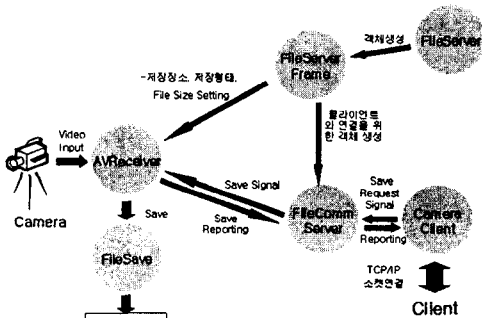 객체생성
FileServer
FileServer
Frame
-저장장소, 저장형태,
File Size Setting
클라이언트
와 연결을 위
한 객체 생성
Video
Input
AVReceiver
Camera
Save Signal
Save
Reporting
Save
FileSave
FileComm
Server
Save
Request
Signal
Reporting
Camera
Client
TCP/IP
소켓연결
Client